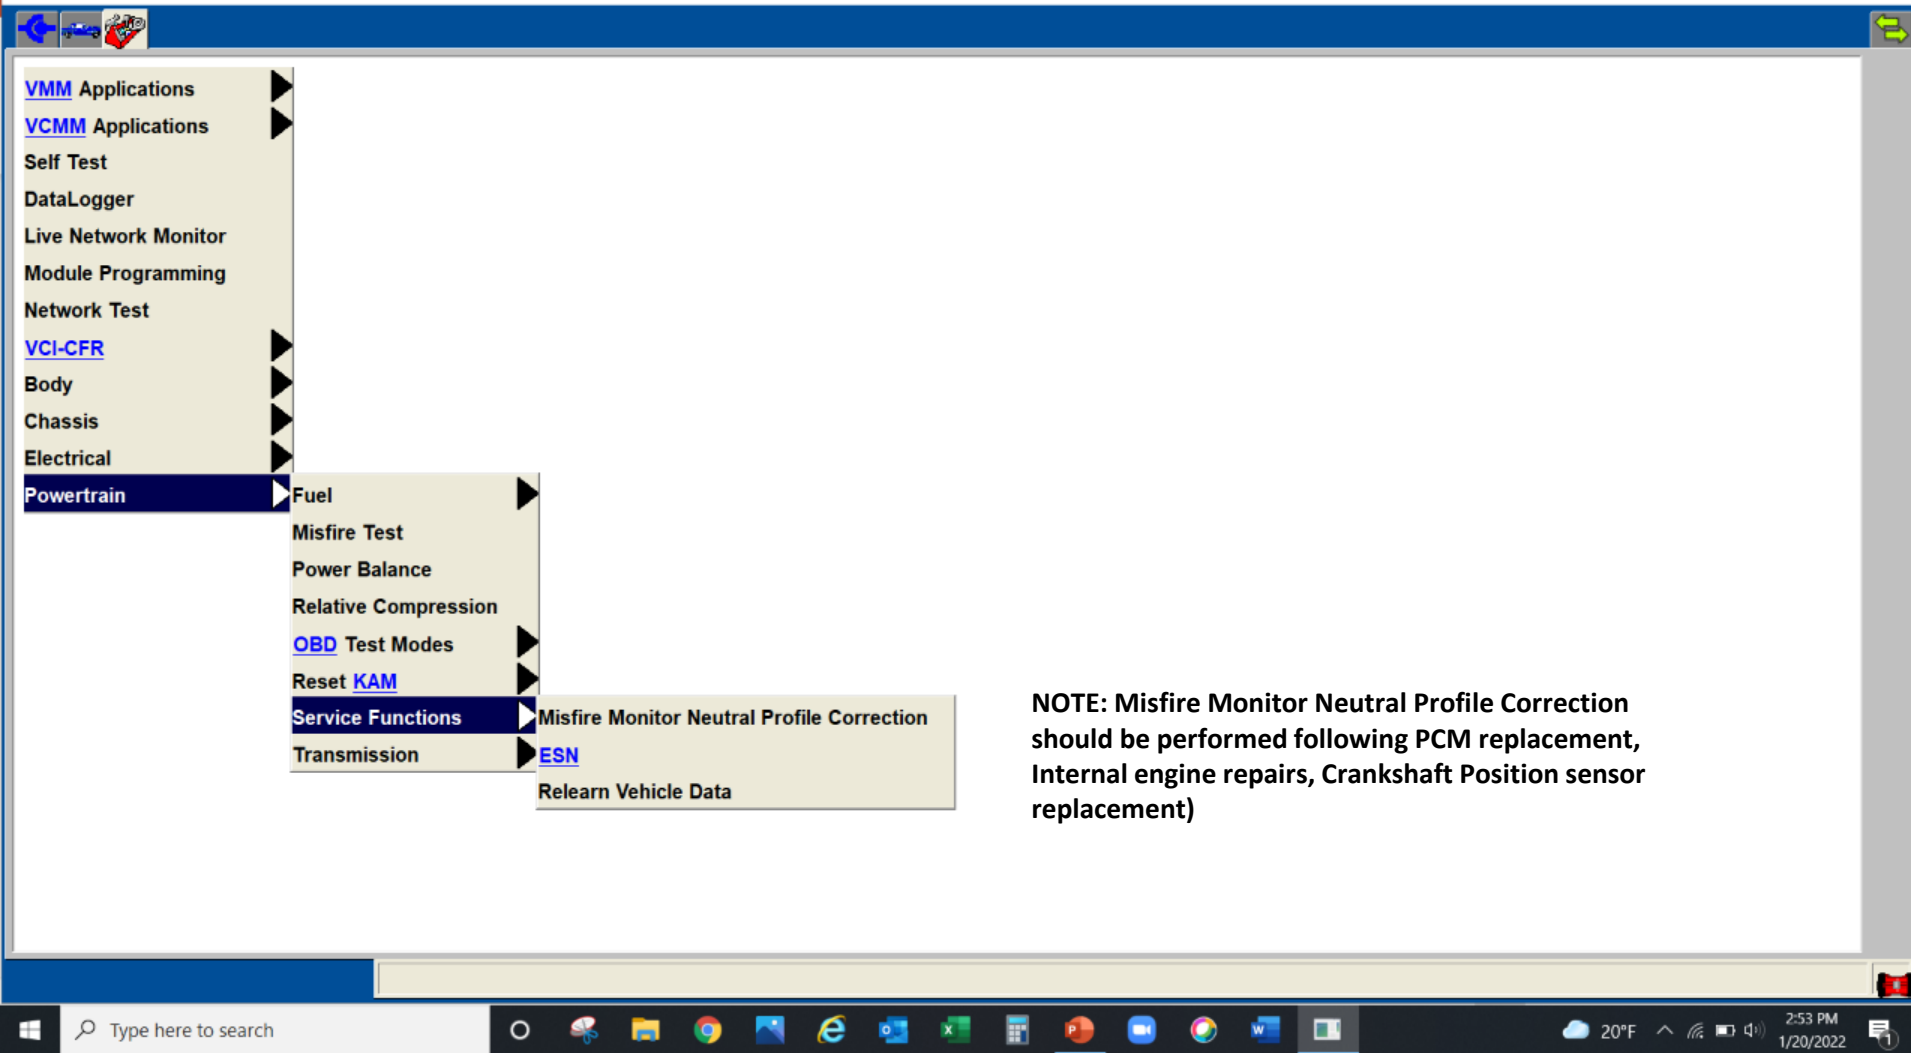 VMM Applications
VCMM Applications
Self Test
DataLogger
Live Network Monitor
Module Programming
Network Test
VCI-CFR
Body
Chassis
Electrical
Powertrain
Fuel
Misfire Test
Power Balance
Relative Compression
OBD Test Modes
Reset KAM
Service Functions
Transmission
Misfire Monitor Neutral Profile Correction
ESN
Relearn Vehicle Data
NOTE: Misfire Monitor Neutral Profile Correction
should be performed following PCM replacement,
Internal engine repairs, Crankshaft Position sensor
replacement)
Type here to search
20°F
2:53 PM
1/20/2022
1